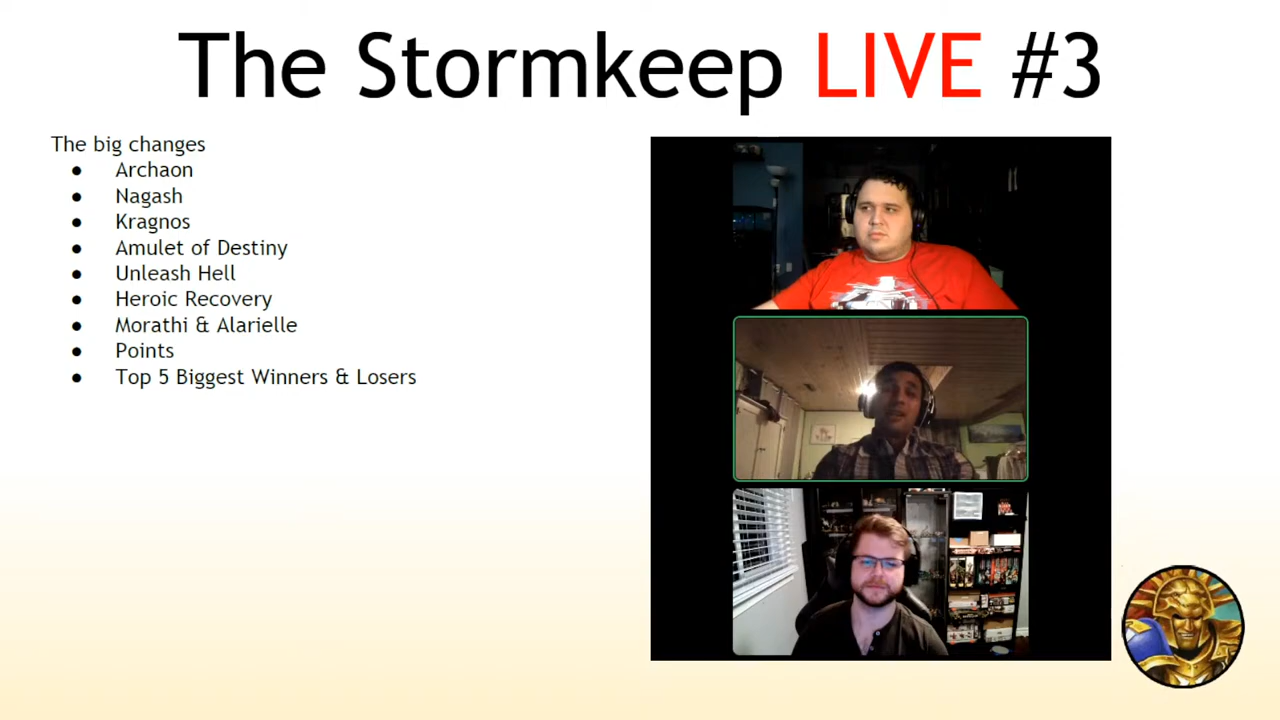 The Stormkeep LIVE #3
The big changes
● Archaon
● Nagash
● Kragnos
● Amulet of Destiny
● Unleash Hell
● Heroic Recovery
● Morathi & Alarielle
● Points
● Top 5 Biggest Winners & Losers